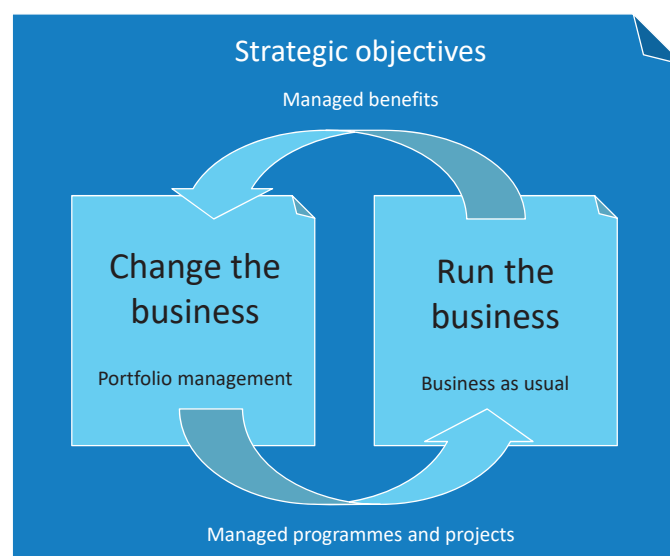 Strategic objectives
Managed benefits
Change the
business
Portfolio management
Run the
business
Business as usual
Managed programmes and projects